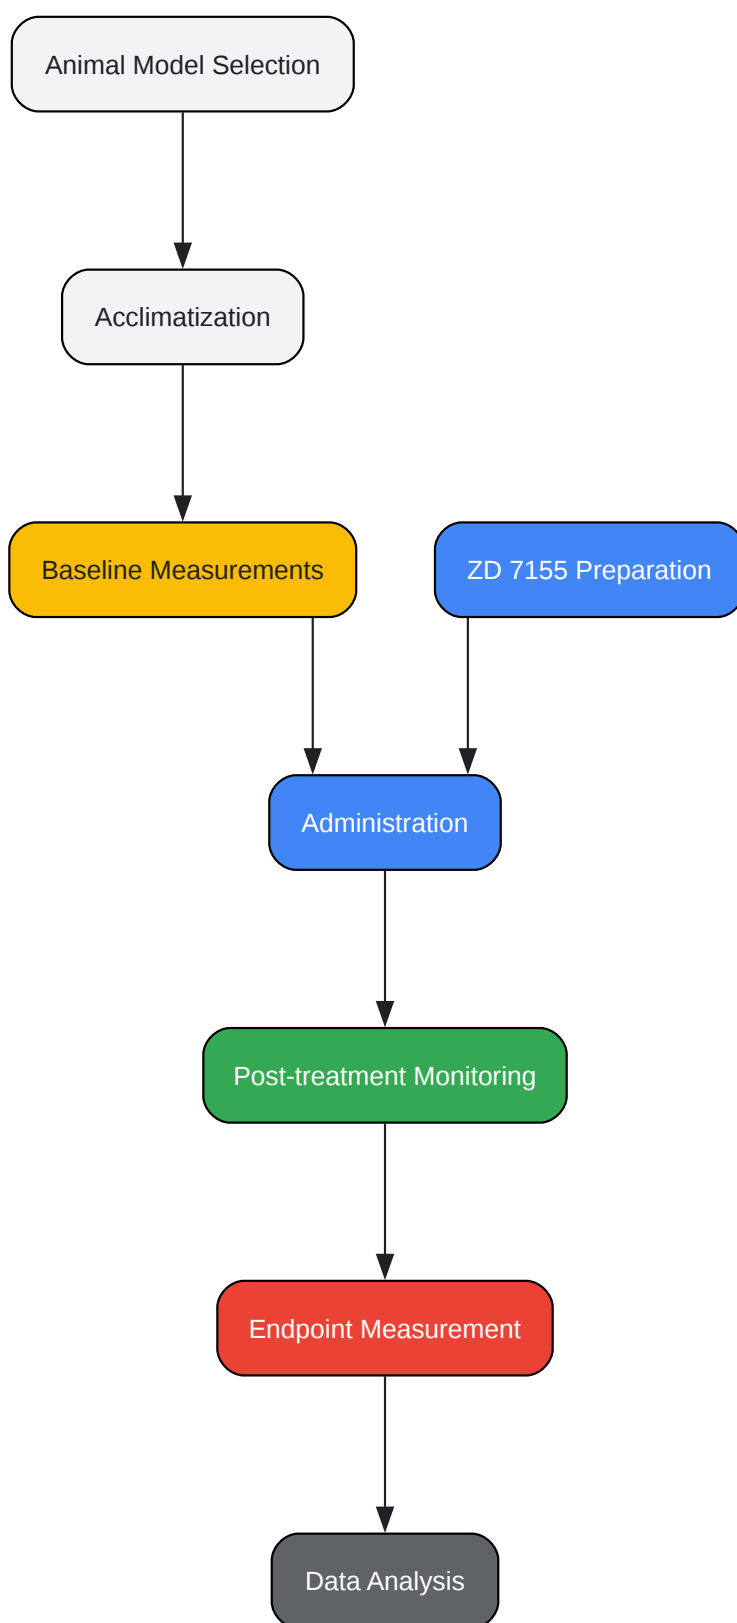 Animal Model Selection
Acclimatization
Baseline Measurements
ZD 7155 Preparation
Administration
Post-treatment Monitoring
Endpoint Measurement
Data Analysis